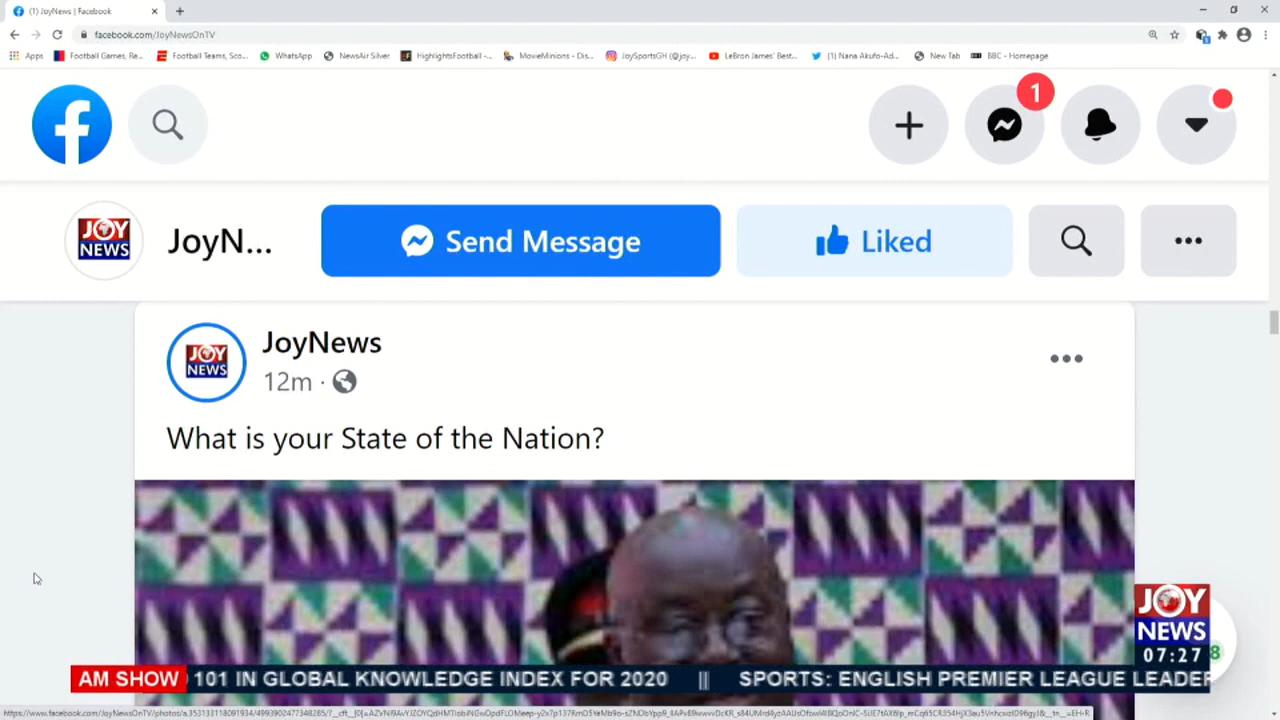 (1) JoyNews | Facebook
facebook.com/JoyNewsOnTV
Apps
Football Games, Re...
Football Teams, Sco...
WhatsApp
NewsAir Silver
HighlightsFootball -...
MovieMinions - Dis...
JoySportsGH (@joy...
LeBron James' Best...
(1) Nana Akufo-Ad...
New Tab
BBC - Homepage
1
JOY NEWS
JoyN...
Send Message
Liked
JOY NEWS
JoyNews
12m ·
What is your State of the Nation?
JOY
NEWS
07:27
8
AM SHOW
101 IN GLOBAL KNOWLEDGE INDEX FOR 2020 || SPORTS: ENGLISH PREMIER LEAGUE LEADER